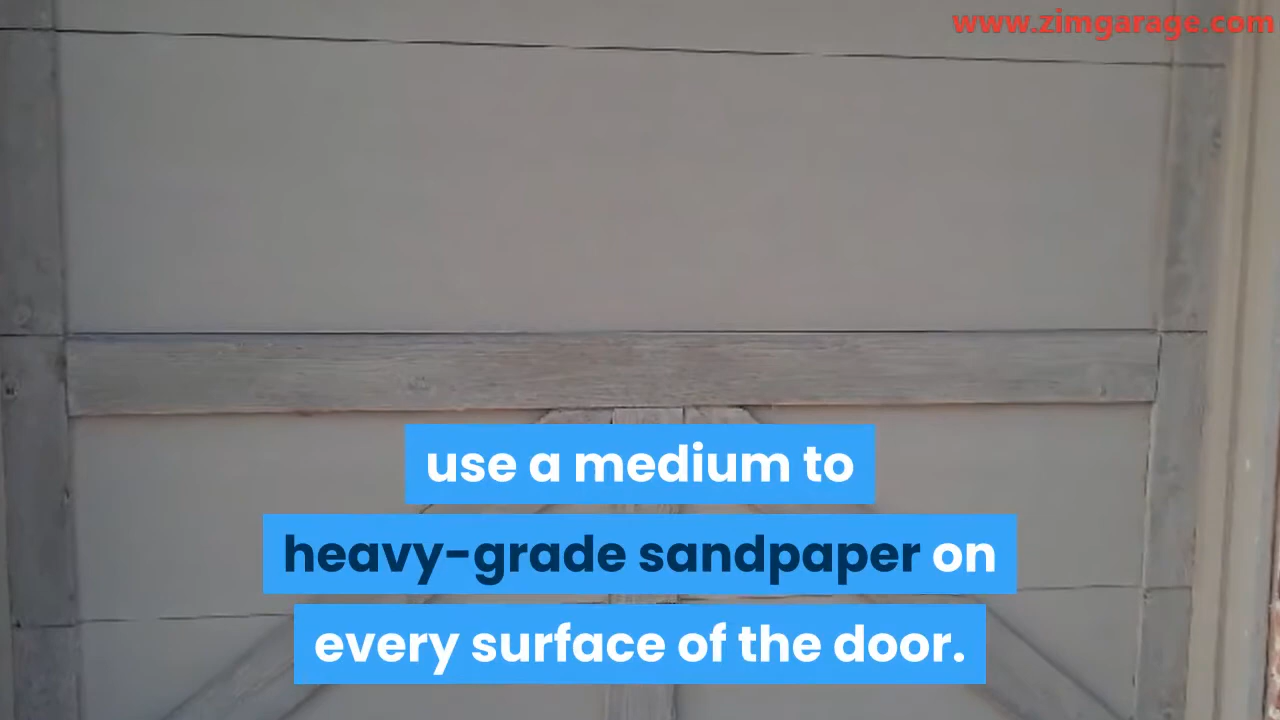 www.zimgarage.com
use a medium to
heavy-grade sandpaper on
every surface of the door.